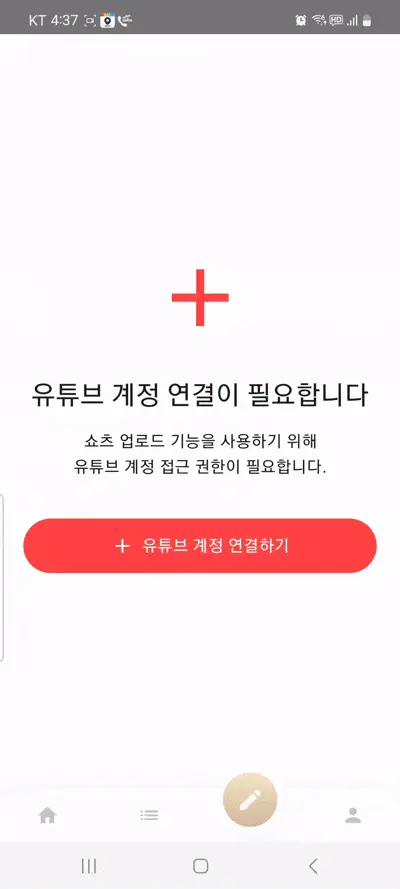 KT 4:37
HD
유튜브 계정 연결이 필요합니다
쇼츠 업로드 기능을 사용하기 위해
유튜브 계정 접근 권한이 필요합니다.
유튜브 계정 연결하기